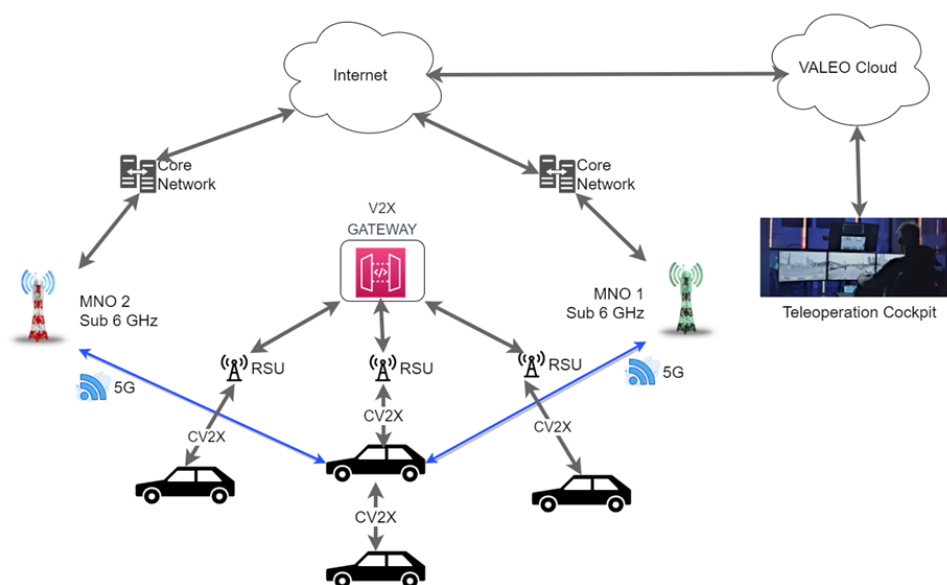 Internet
VALEO Cloud
Core
Network
Core
Network
V2X
GATEWAY
MNO 2
Sub 6 GHz
MNO 1
Sub 6 GHz
Teleoperation Cockpit
RSU
RSU
RSU
5G
5G
CV2X
CV2X
CV2X
CV2X